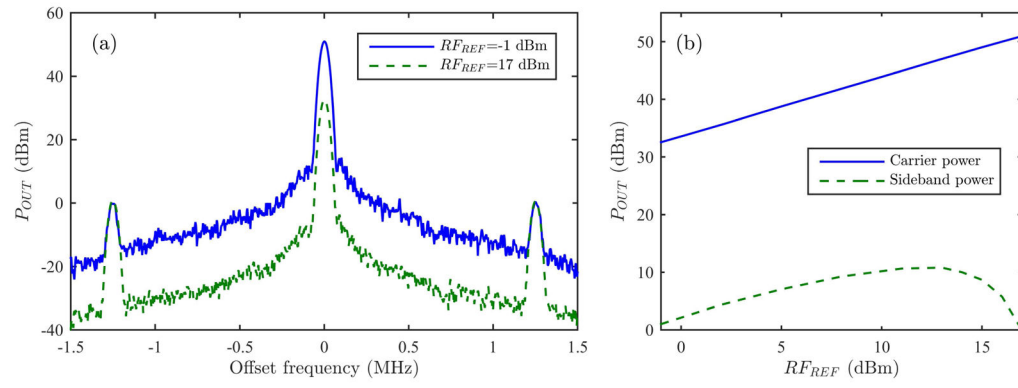 (a)
RF_REF=-1 dBm
RF_REF=17 dBm
60
40
20
0
-20
-40
P_OUT (dBm)
-1.5
-1
-0.5
0
0.5
1
1.5
Offset frequency (MHz)
(b)
Carrier power
Sideband power
50
40
30
20
10
0
P_OUT (dBm)
0
5
10
15
RF_REF (dBm)